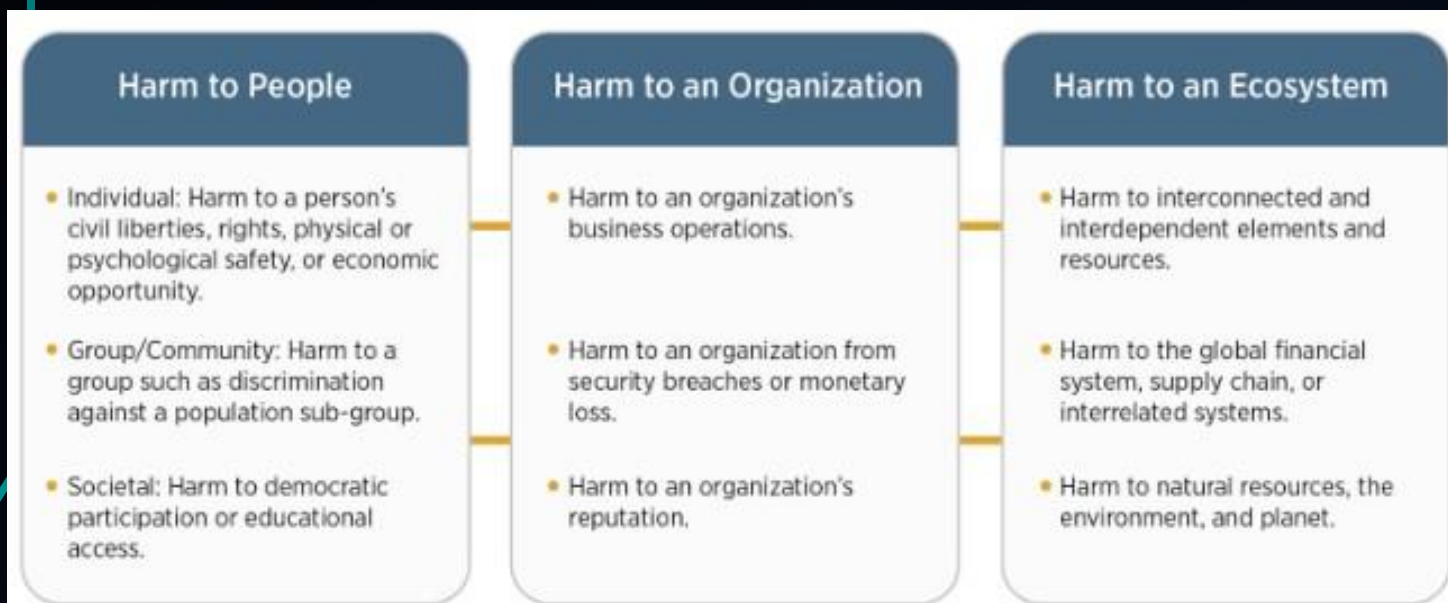 Harm to People
• Individual: Harm to a person's
civil liberties, rights, physical or
psychological safety, or economic
opportunity.
• Group/Community: Harm to a
group such as discrimination
against a population sub-group.
• Societal: Harm to democratic
participation or educational
access.
Harm to an Organization
• Harm to an organization's
business operations.
• Harm to an organization from
security breaches or monetary
loss.
• Harm to an organization's
reputation.
Harm to an Ecosystem
• Harm to interconnected and
interdependent elements and
resources.
• Harm to the global financial
system, supply chain, or
interrelated systems.
• Harm to natural resources, the
environment, and planet.